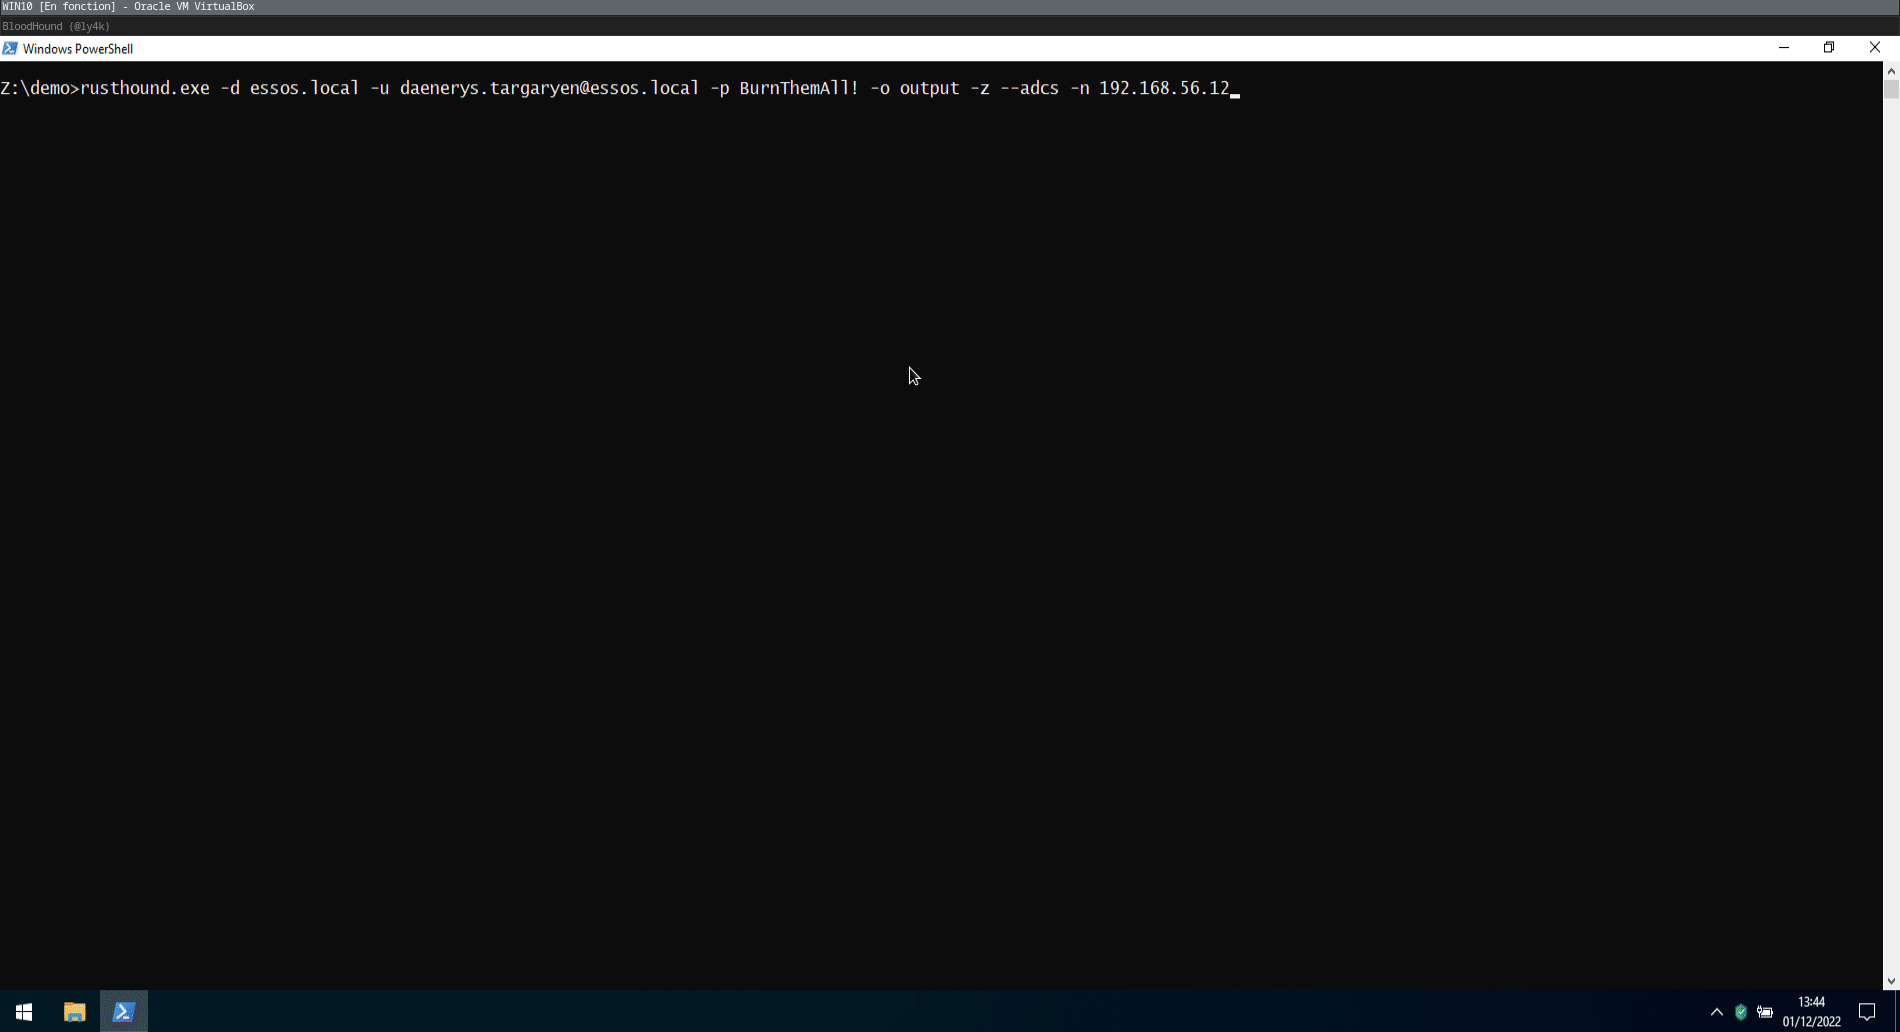 WIN10 [En fonction] - Oracle VM VirtualBox
BloodHound (@ly4k)
Windows PowerShell
Z:\demo>rusthound.exe -d essos.local -u daenerys.targaryen@essos.local -p BurnThemAll! -o output -z --adcs -n 192.168.56.12
13:44
01/12/2022